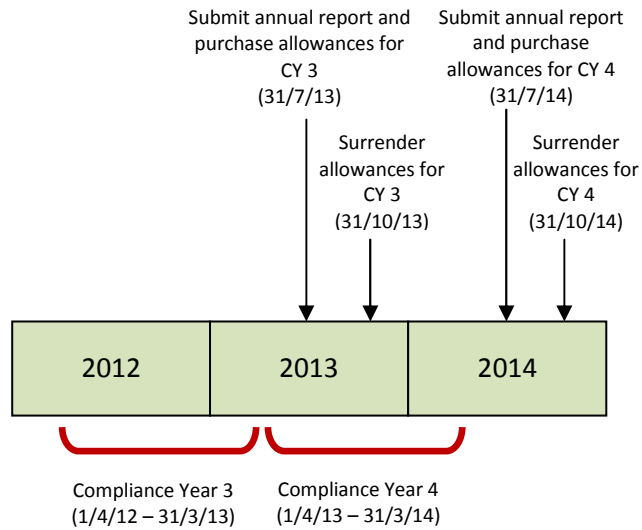 Submit annual report and
purchase allowances for
CY 3
(31/7/13)
Submit annual report
and purchase
allowances for CY 4
(31/7/14)
Surrender
allowances for
CY 3
(31/10/13)
Surrender
allowances for
CY 4
(31/10/14)
2012
2013
2014
Compliance Year 3
(1/4/12 – 31/3/13)
Compliance Year 4
(1/4/13 – 31/3/14)